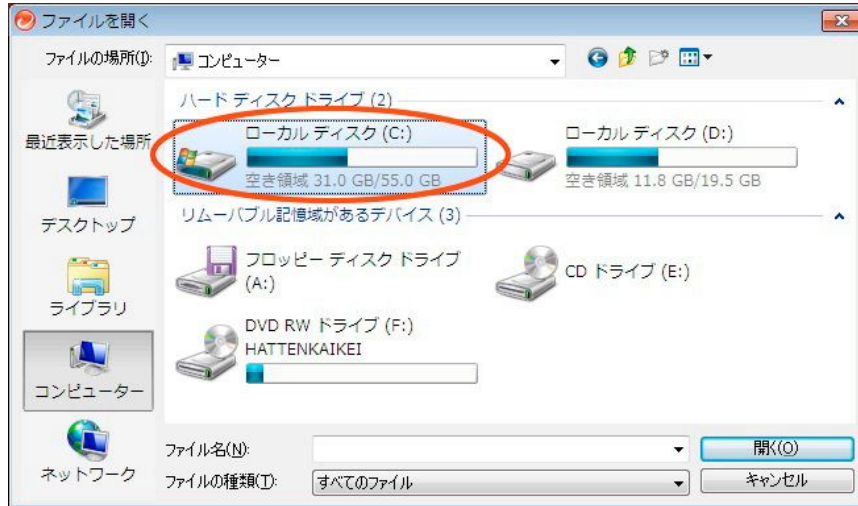 ファイルを開く
ファイルの場所(I):
コンピューター
最近表示した場所
デスクトップ
ライブラリ
コンピューター
ネットワーク
ハード ディスク ドライブ (2)
ローカル ディスク (C:)
空き領域 31.0 GB/55.0 GB
ローカル ディスク (D:)
空き領域 11.8 GB/19.5 GB
リムーバブル記憶域があるデバイス (3)
フロッピー ディスク ドライブ
(A:)
CD ドライブ (E:)
DVD RW ドライブ (F:)
HATTENKAIKEI
ファイル名(N):
開く(O)
ファイルの種類(T):
すべてのファイル
キャンセル